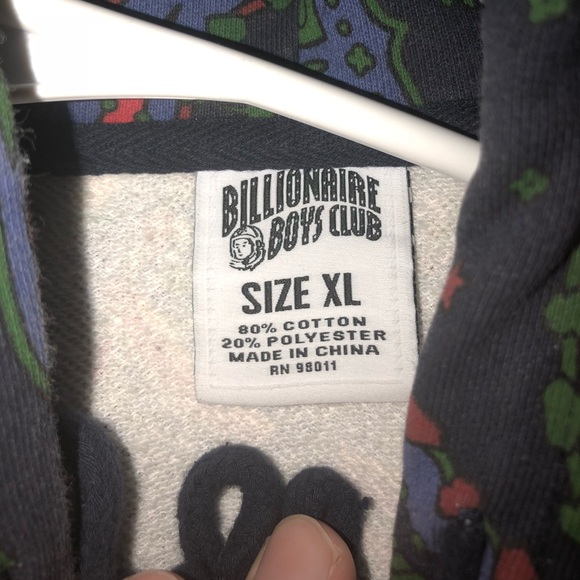 BILLIONAIRE
BOYS CLUB
SIZE XL
80% COTTON
20% POLYESTER
MADE IN CHINA
RN 98011